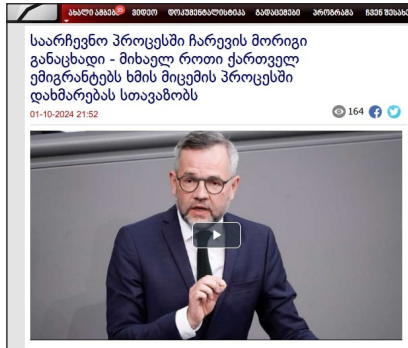 ახალი ამბები ვიდეო დოკუმენტალისტიკა გადაცემები პროგრამა ჩვენ შესახებ
საარჩევნო პროცესში ჩარევის მორიგი
განაცხადი - მიხაელ როთი ქართველ
ემიგრანტებს ხმის მიცემის პროცესში
დახმარებას სთავაზობს
01-10-2024 21:52
164